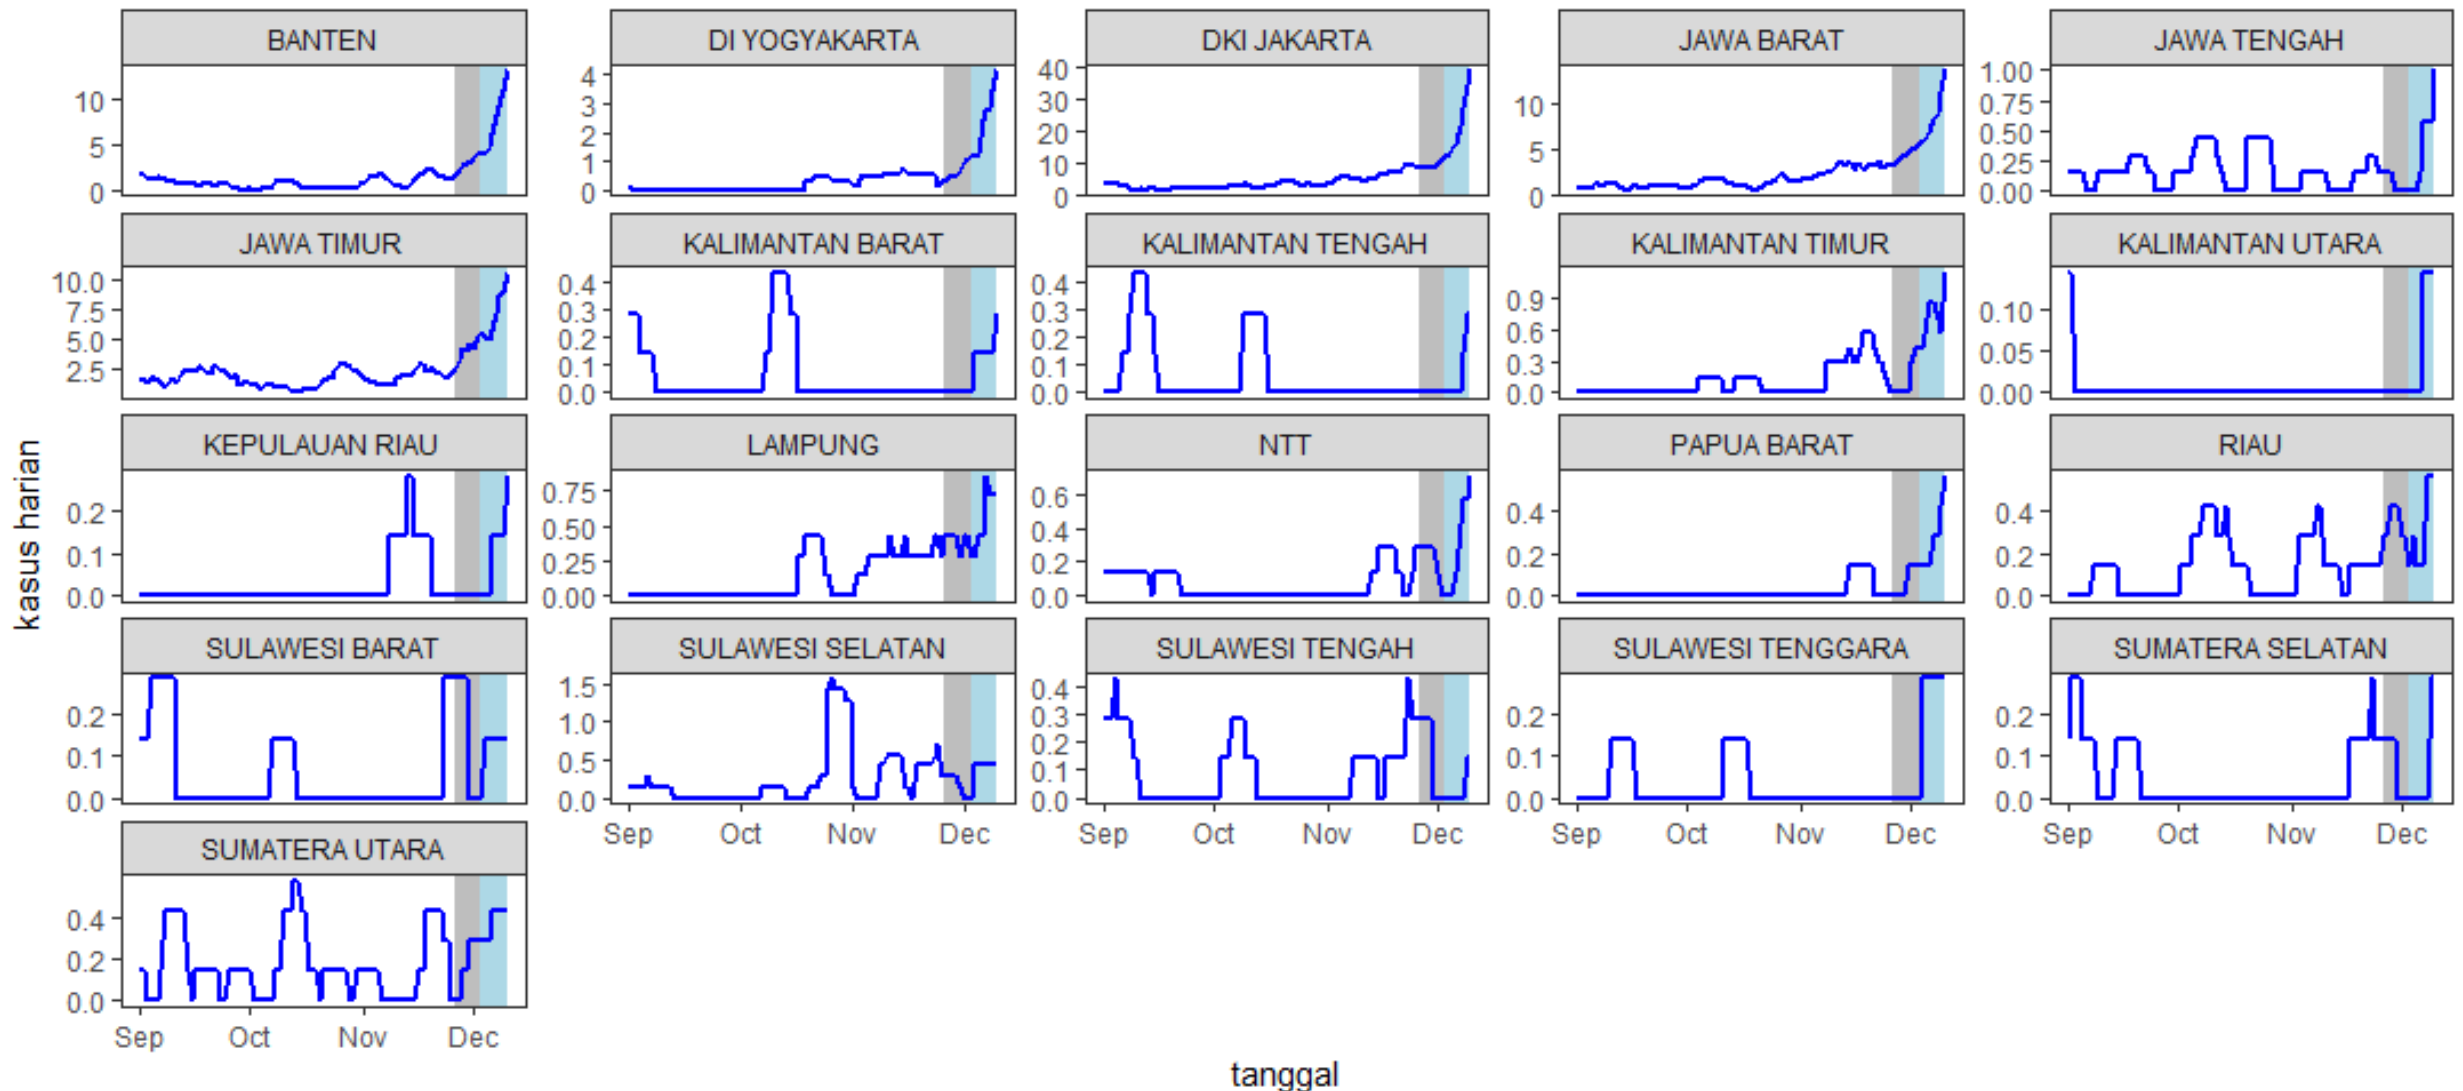 BANTEN
DI YOGYAKARTA
DKI JAKARTA
JAWA BARAT
JAWA TENGAH
10
5
0
4
3
2
1
0
40
30
20
10
0
10
5
0
1.00
0.75
0.50
0.25
0.00
JAWA TIMUR
KALIMANTAN BARAT
KALIMANTAN TENGAH
KALIMANTAN TIMUR
KALIMANTAN UTARA
10.0
7.5
5.0
2.5
0.4
0.3
0.2
0.1
0.0
0.4
0.3
0.2
0.1
0.0
0.9
0.6
0.3
0.0
0.10
0.05
0.00
kasus harian
KEPULAUAN RIAU
LAMPUNG
NTT
PAPUA BARAT
RIAU
0.2
0.1
0.0
0.75
0.50
0.25
0.00
0.6
0.4
0.2
0.0
0.4
0.2
0.0
0.4
0.2
0.0
SULAWESI BARAT
SULAWESI SELATAN
SULAWESI TENGAH
SULAWESI TENGGARA
SUMATERA SELATAN
0.2
0.1
0.0
1.5
1.0
0.5
0.0
0.4
0.3
0.2
0.1
0.0
0.2
0.1
0.0
0.2
0.1
0.0
Sep Oct Nov Dec
Sep Oct Nov Dec
Sep Oct Nov Dec
Sep Oct Nov Dec
SUMATERA UTARA
0.4
0.2
0.0
Sep Oct Nov Dec
tanggal